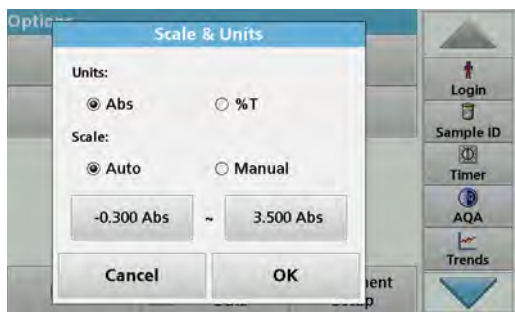 Scale & Units
Units:
Abs
%T
Scale:
Auto
Manual
-0.300 Abs
~
3.500 Abs
Cancel
OK
Login
Sample ID
Timer
AQA
Trends